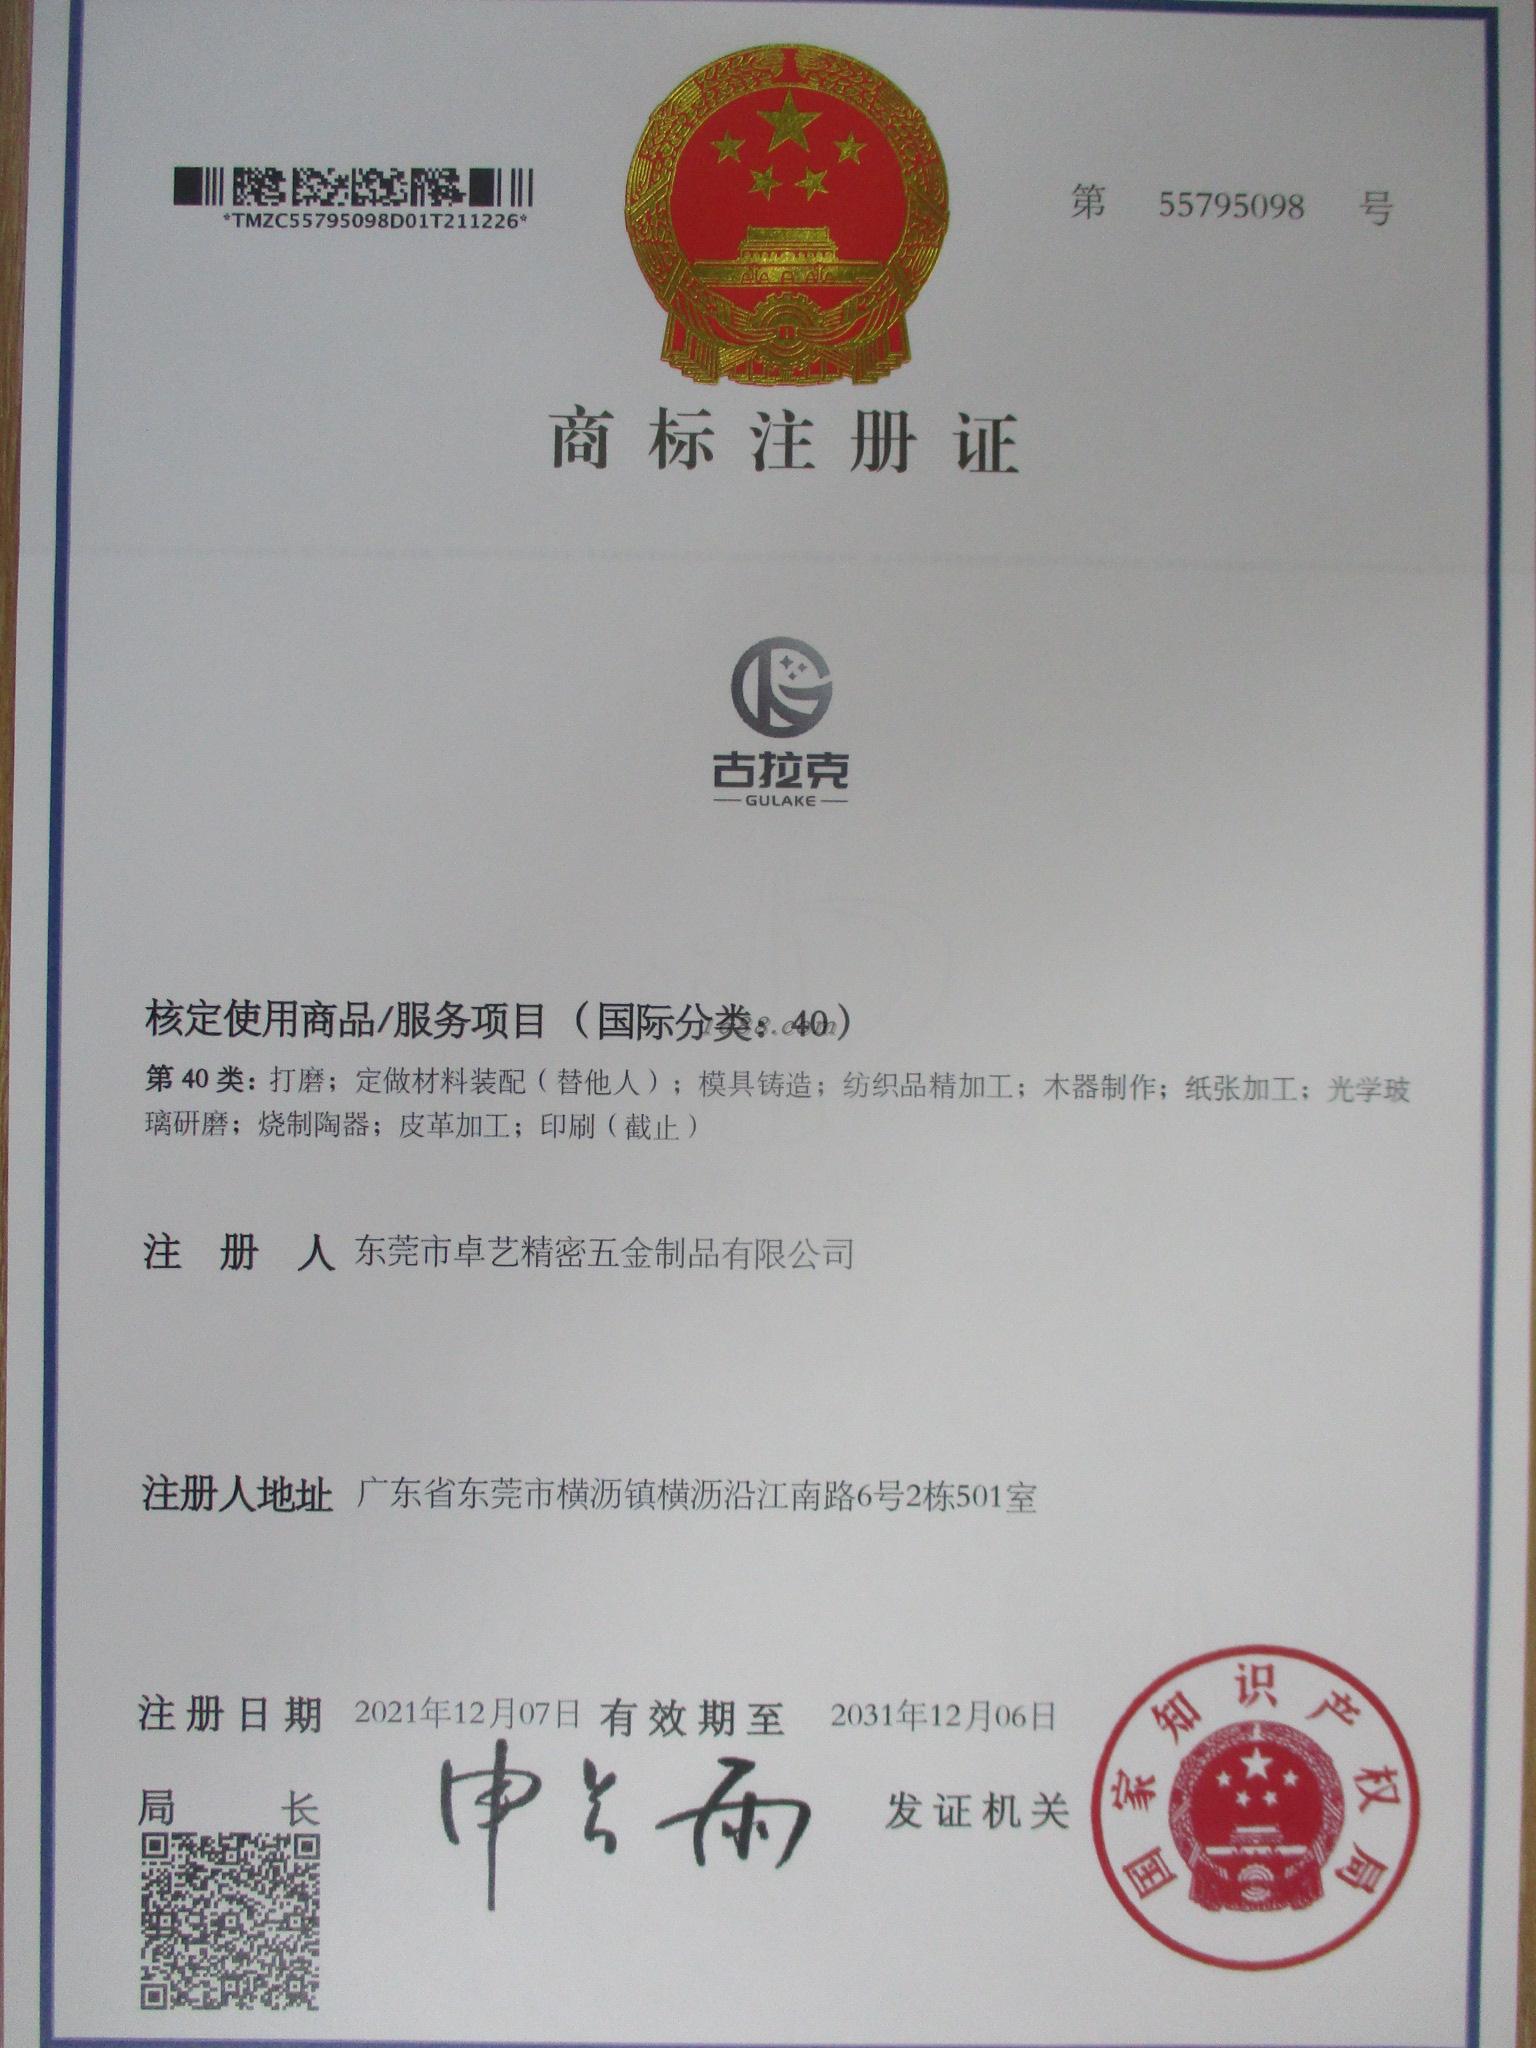 *TMZC55795098D01T211226*
第 55795098 号
商标注册证
古拉克
GULAKE
核定使用商品/服务项目（国际分类：40）
1688.com
第 40 类：打磨；定做材料装配（替他人）；模具铸造；纺织品精加工；木器制作；纸张加工；光学玻
璃研磨；烧制陶器；皮革加工；印刷（截止）
注册人 东莞市卓艺精密五金制品有限公司
注册人地址 广东省东莞市横沥镇横沥沿江南路6号2栋501室
注册日期 2021年12月07日 有效期至 2031年12月06日
局长 申长雨 发证机关
国家知识产权局